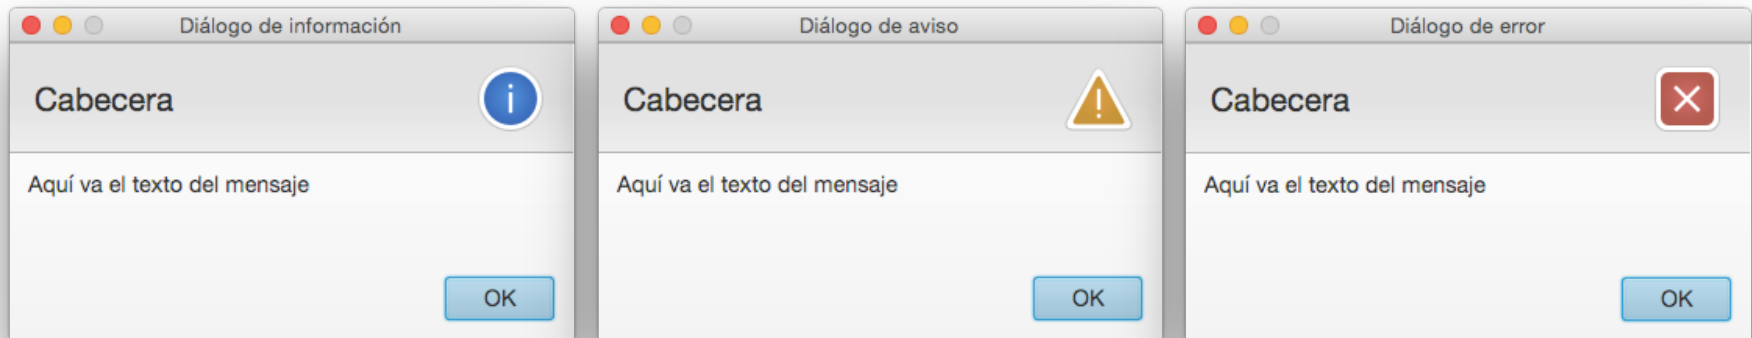 Diálogo de información
Cabecera
Aquí va el texto del mensaje
OK
Diálogo de aviso
Cabecera
Aquí va el texto del mensaje
OK
Diálogo de error
Cabecera
Aquí va el texto del mensaje
OK